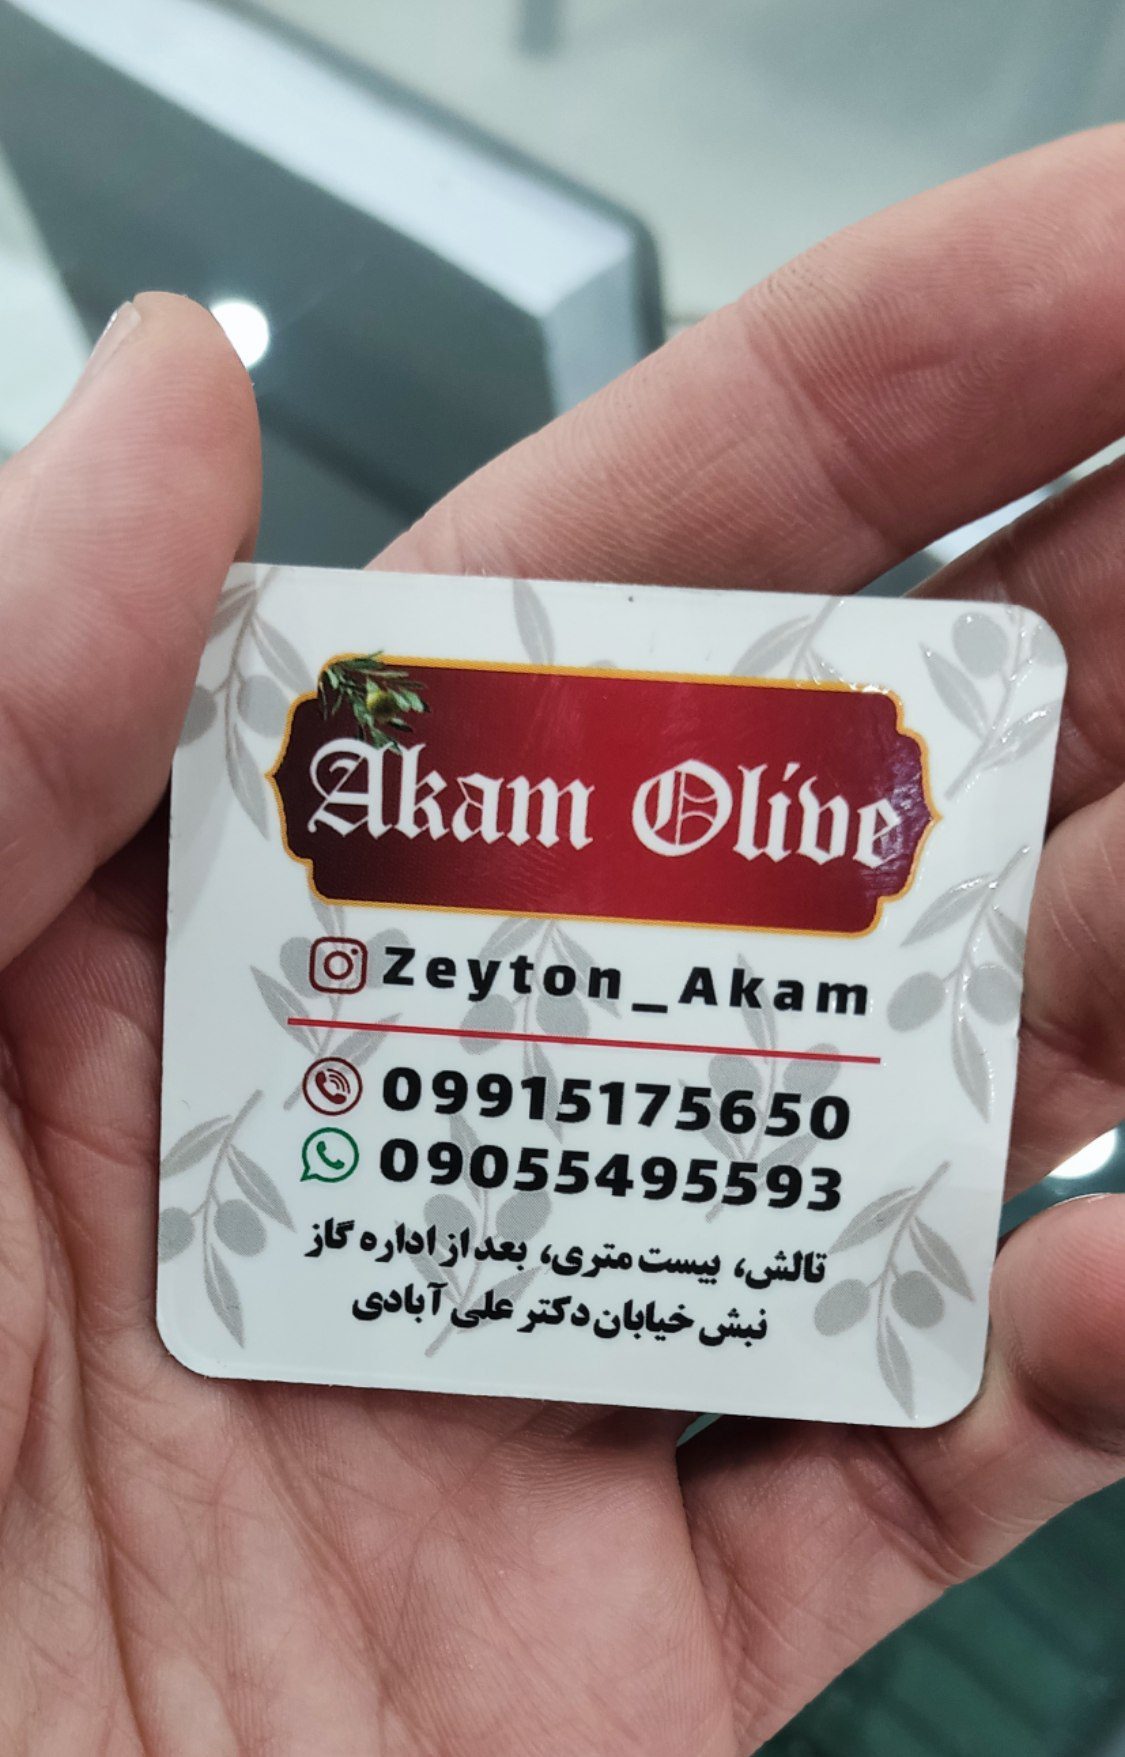 Akam Olive
Zeyton_Akam
09915175650
09055495593
تالش، بیست متری، بعد از اداره گاز
نبش خیابان دکتر علی آبادی